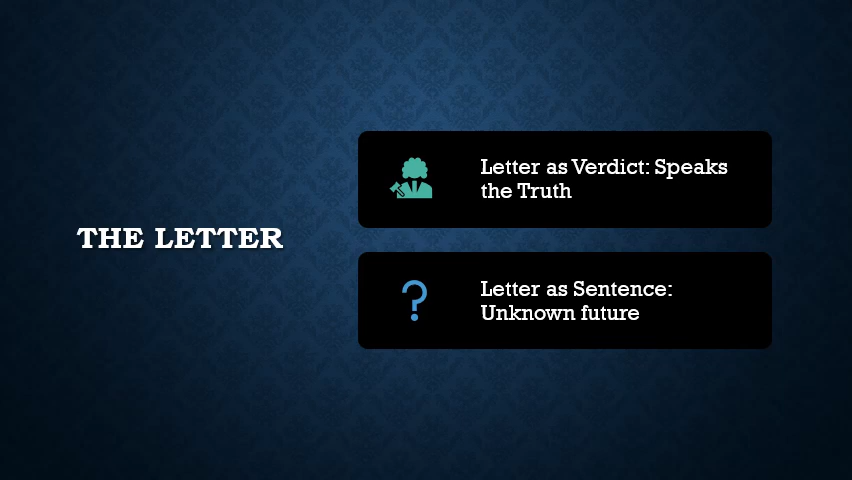 THE LETTER
Letter as Verdict: Speaks
the Truth
Letter as Sentence:
Unknown future